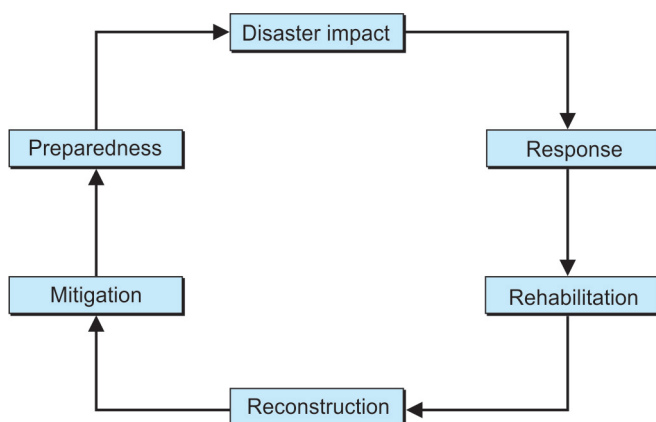 Disaster impact
Preparedness
Response
Mitigation
Rehabilitation
Reconstruction